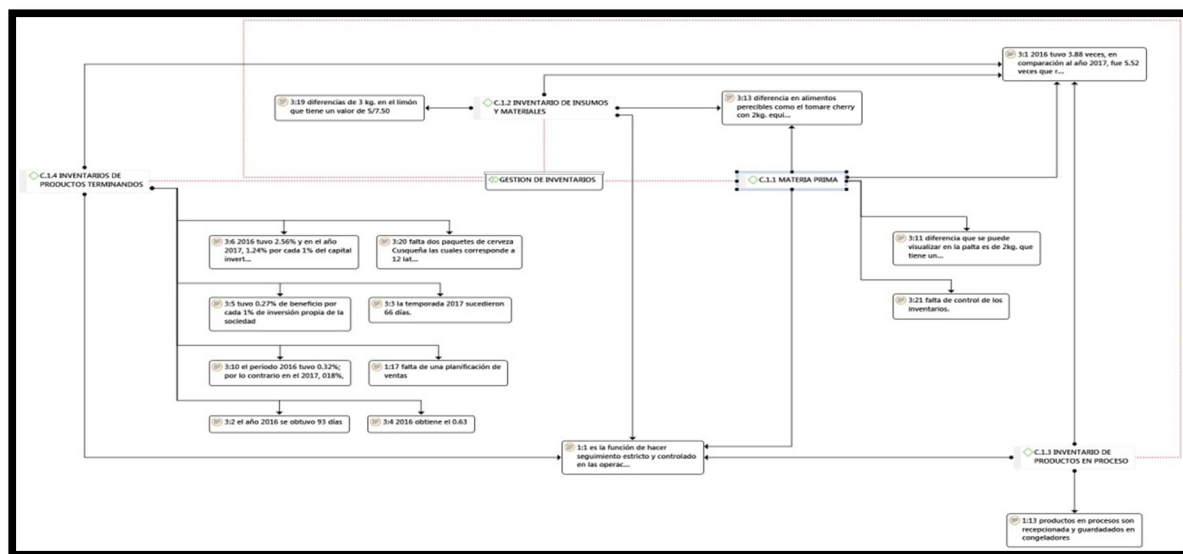 3:1 2016 tuvo 3.88 veces, en
comparación al año 2017, fue 5.52
veces que r...
3:19 diferencias de 3 kg. en el limón
que tiene un valor de S/7.50
C.1.2 INVENTARIO DE INSUMOS
Y MATERIALES
3:13 diferencia en alimentos
perecibles como el tomare cherry
con 2kg. equi...
C.1.4 INVENTARIOS DE
PRODUCTOS TERMINANDOS
GESTION DE INVENTARIOS
C.1.1 MATERIA PRIMA
3:6 2016 tuvo 2.56% y en el año
2017, 1.24% por cada 1% del capital
invert...
3:20 falta dos paquetes de cerveza
Cusqueña las cuales corresponde a
12 lat...
3:11 diferencia que se puede
visualizar en la palta es de 2kg. que
tiene un...
3:5 tuvo 0.27% de beneficio por
cada 1% de inversión propia de la
sociedad
3:3 la temporada 2017 sucedieron
66 días.
3:21 falta de control de los
inventarios.
3:10 el periodo 2016 tuvo 0.32%;
por lo contrario en el 2017, 018%,
1:17 falta de una planificación de
ventas
3:2 el año 2016 se obtuvo 93 días
3:4 2016 obtiene el 0.63
1:1 es la función de hacer
seguimiento estricto y controlado
en las operac...
C.1.3 INVENTARIO DE
PRODUCTOS EN PROCESO
1:13 productos en procesos son
recepcionada y guardadados en
congeladores